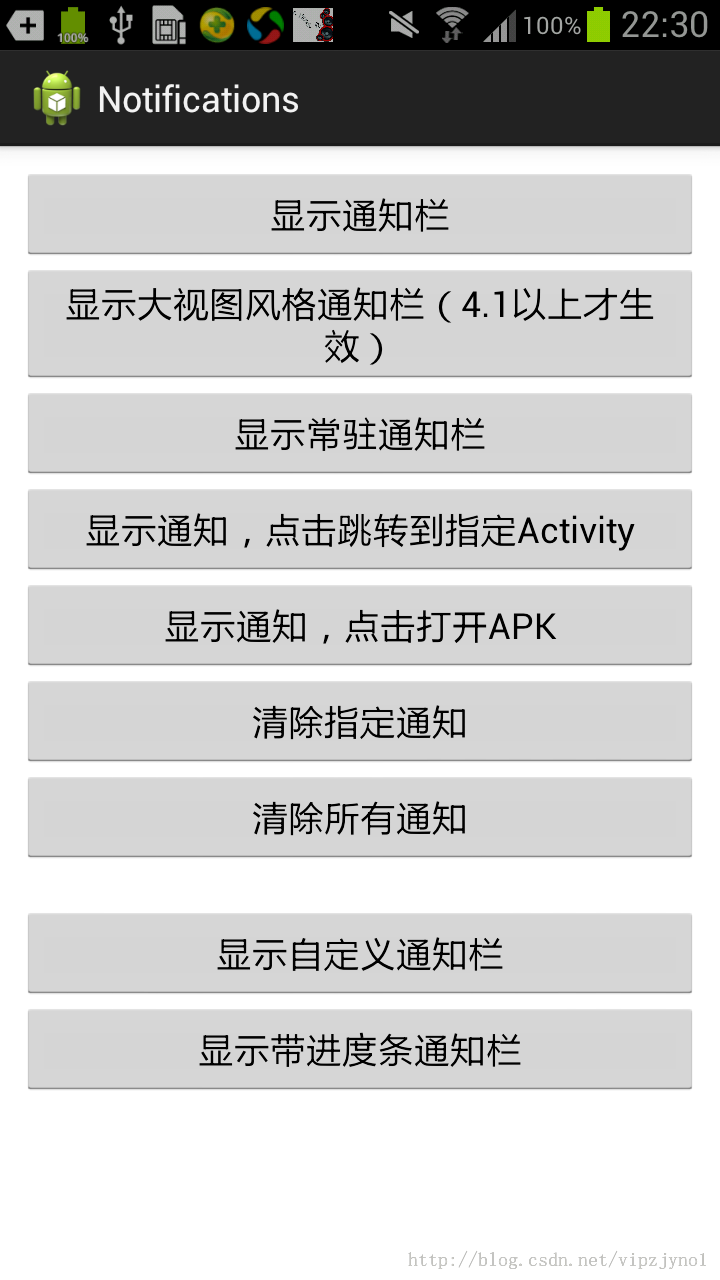 100%
100%
22:30
Notifications
显示通知栏
显示大视图风格通知栏（4.1以上才生
效）
显示常驻通知栏
显示通知，点击跳转到指定Activity
显示通知，点击打开APK
清除指定通知
清除所有通知
显示自定义通知栏
显示带进度条通知栏
http://blog.csdn.net/vipzjyno1